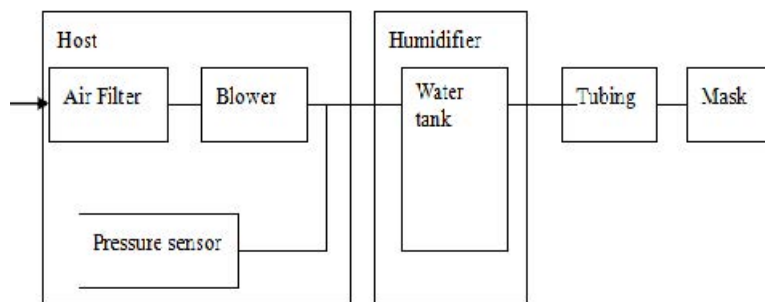 Host
Humidifier
Air Filter
Blower
Water
tank
Tubing
Mask
Pressure sensor